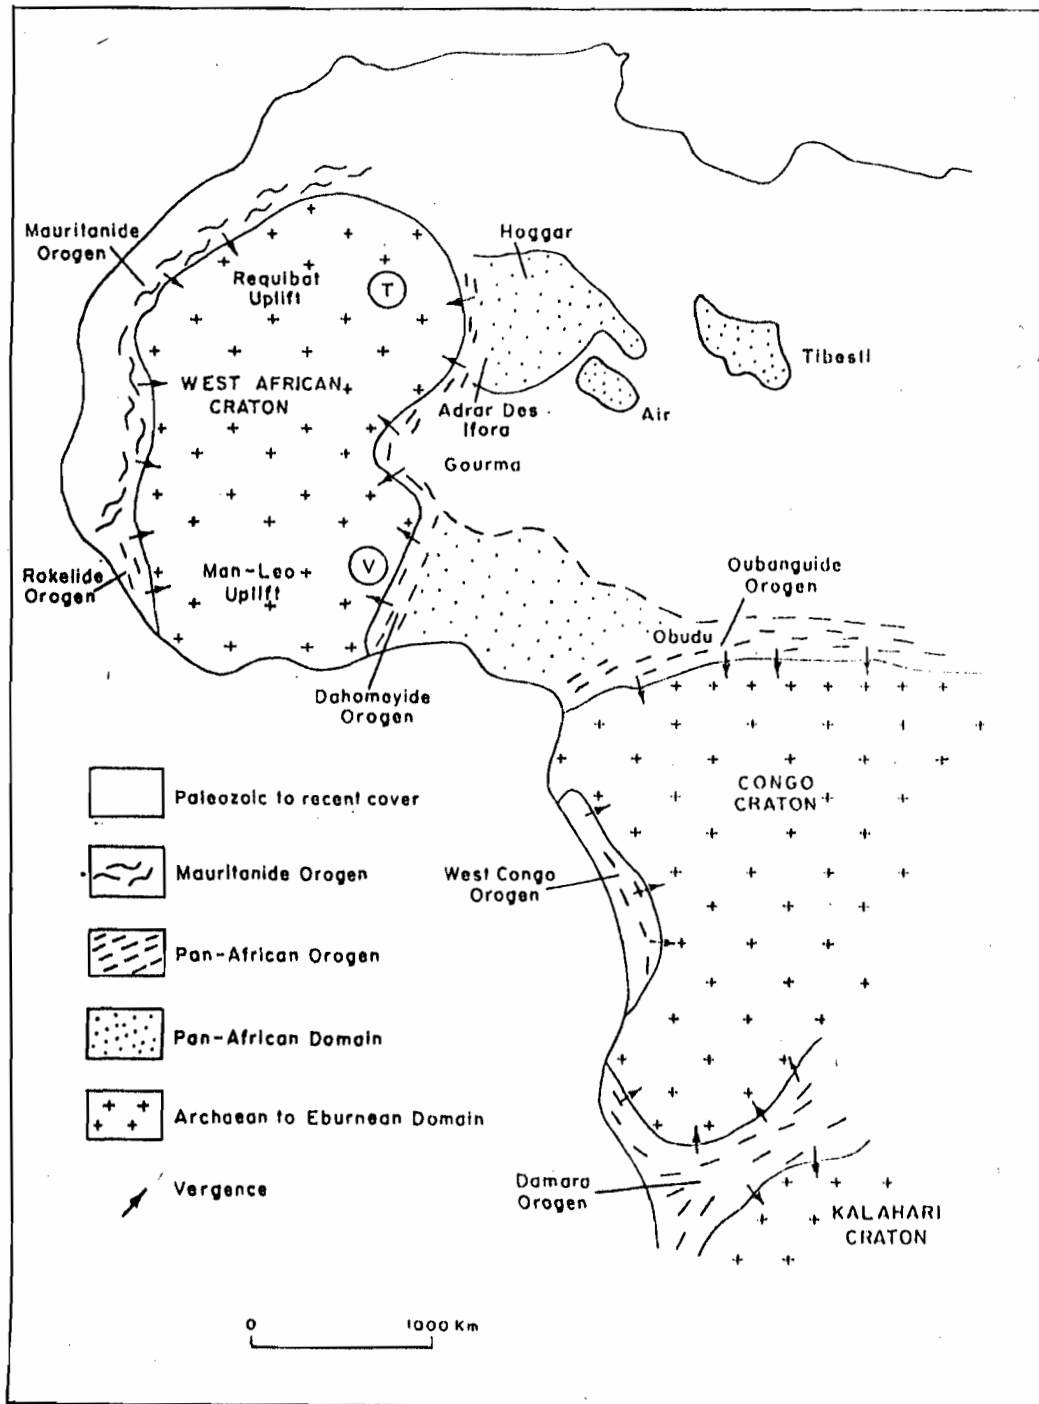 Mauritanide
Orogen
Hoggar
Requibat
Uplift
T
Tibesti
WEST AFRICAN
CRATON
Adrar Des
Ifora
Air
Gourma
Rokelide
Orogen
Man-Leo
Uplift
V
Oubanguide
Orogen
Obudu
Dahomeyide
Orogen
Paleozoic to recent cover
CONGO
CRATON
Mauritanide Orogen
West Congo
Orogen
Pan-African Orogen
Pan-African Domain
Archaean to Eburnean Domain
Vergence
Damara
Orogen
KALAHARI
CRATON
0 1000 Km